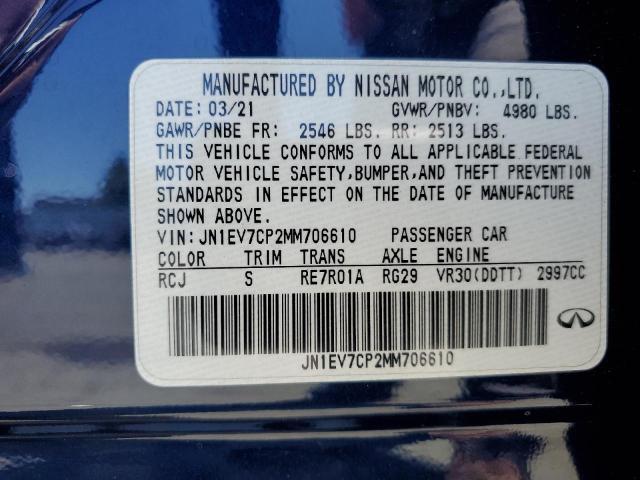 MANUFACTURED BY NISSAN MOTOR CO.,LTD.
DATE: 03/21 GVWR/PNBV: 4980 LBS.
GAWR/PNBE FR: 2546 LBS. RR: 2513 LBS.
THIS VEHICLE CONFORMS TO ALL APPLICABLE FEDERAL
MOTOR VEHICLE SAFETY,BUMPER,AND THEFT PREVENTION
STANDARDS IN EFFECT ON THE DATE OF MANUFACTURE
SHOWN ABOVE.
VIN:JN1EV7CP2MM706610 PASSENGER CAR
COLOR TRIM TRANS AXLE ENGINE
RCJ S RE7R01A RG29 VR30(DDTT) 2997CC
JN1EV7CP2MM706610